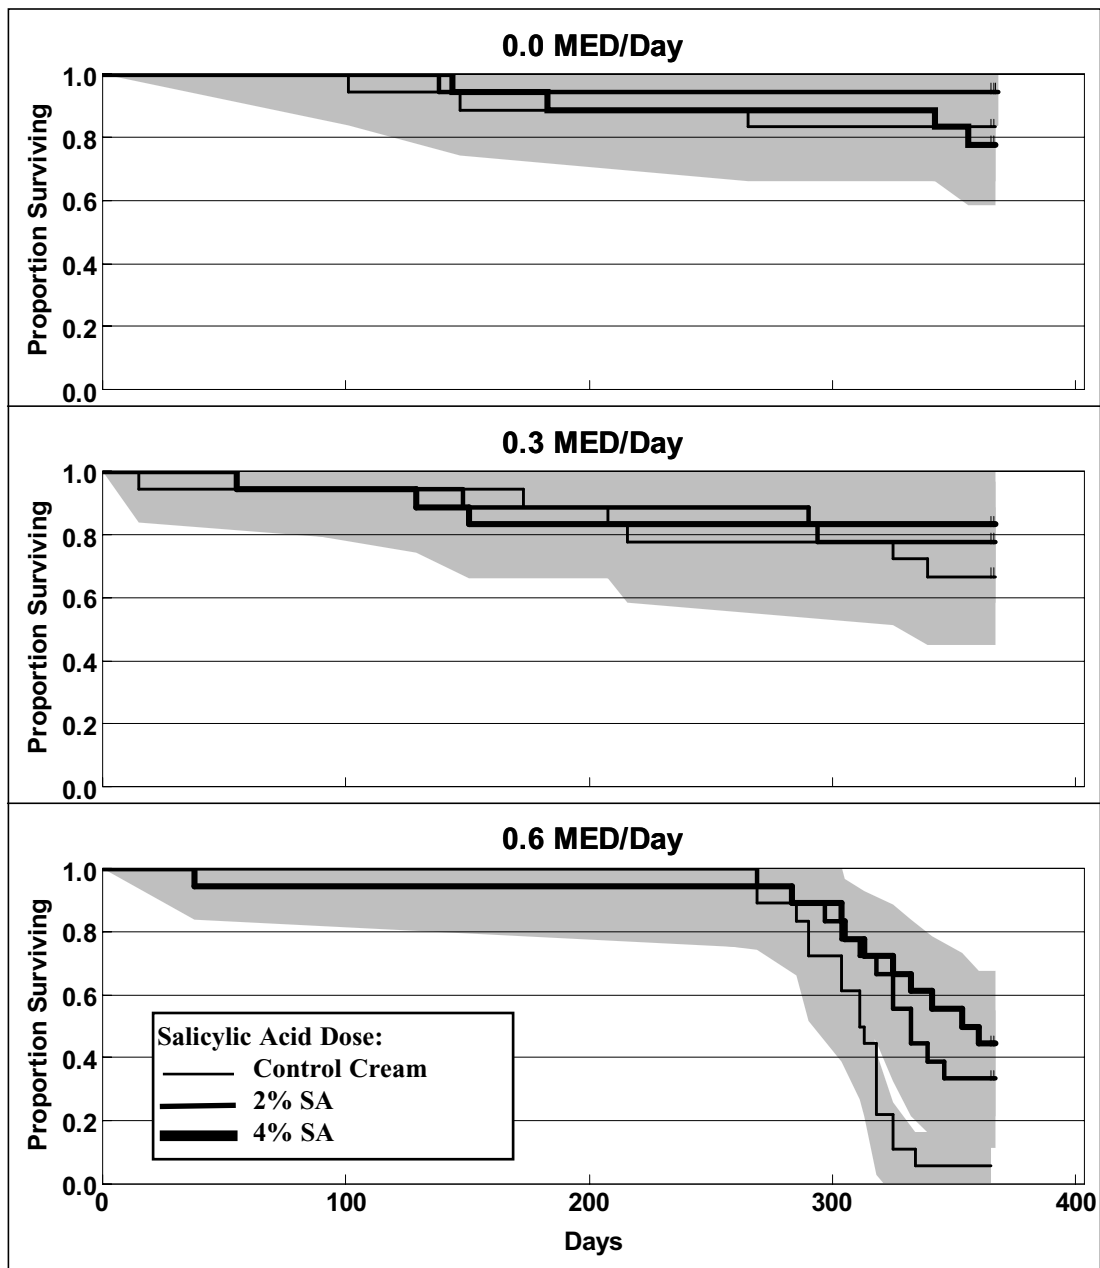 0.0 MED/Day
Proportion Surviving
1.0
0.8
0.6
0.4
0.2
0.0
0.3 MED/Day
Proportion Surviving
1.0
0.8
0.6
0.4
0.2
0.0
0.6 MED/Day
Proportion Surviving
1.0
0.8
0.6
0.4
0.2
0.0
Salicylic Acid Dose:
Control Cream
2% SA
4% SA
0 100 200 300 400
Days